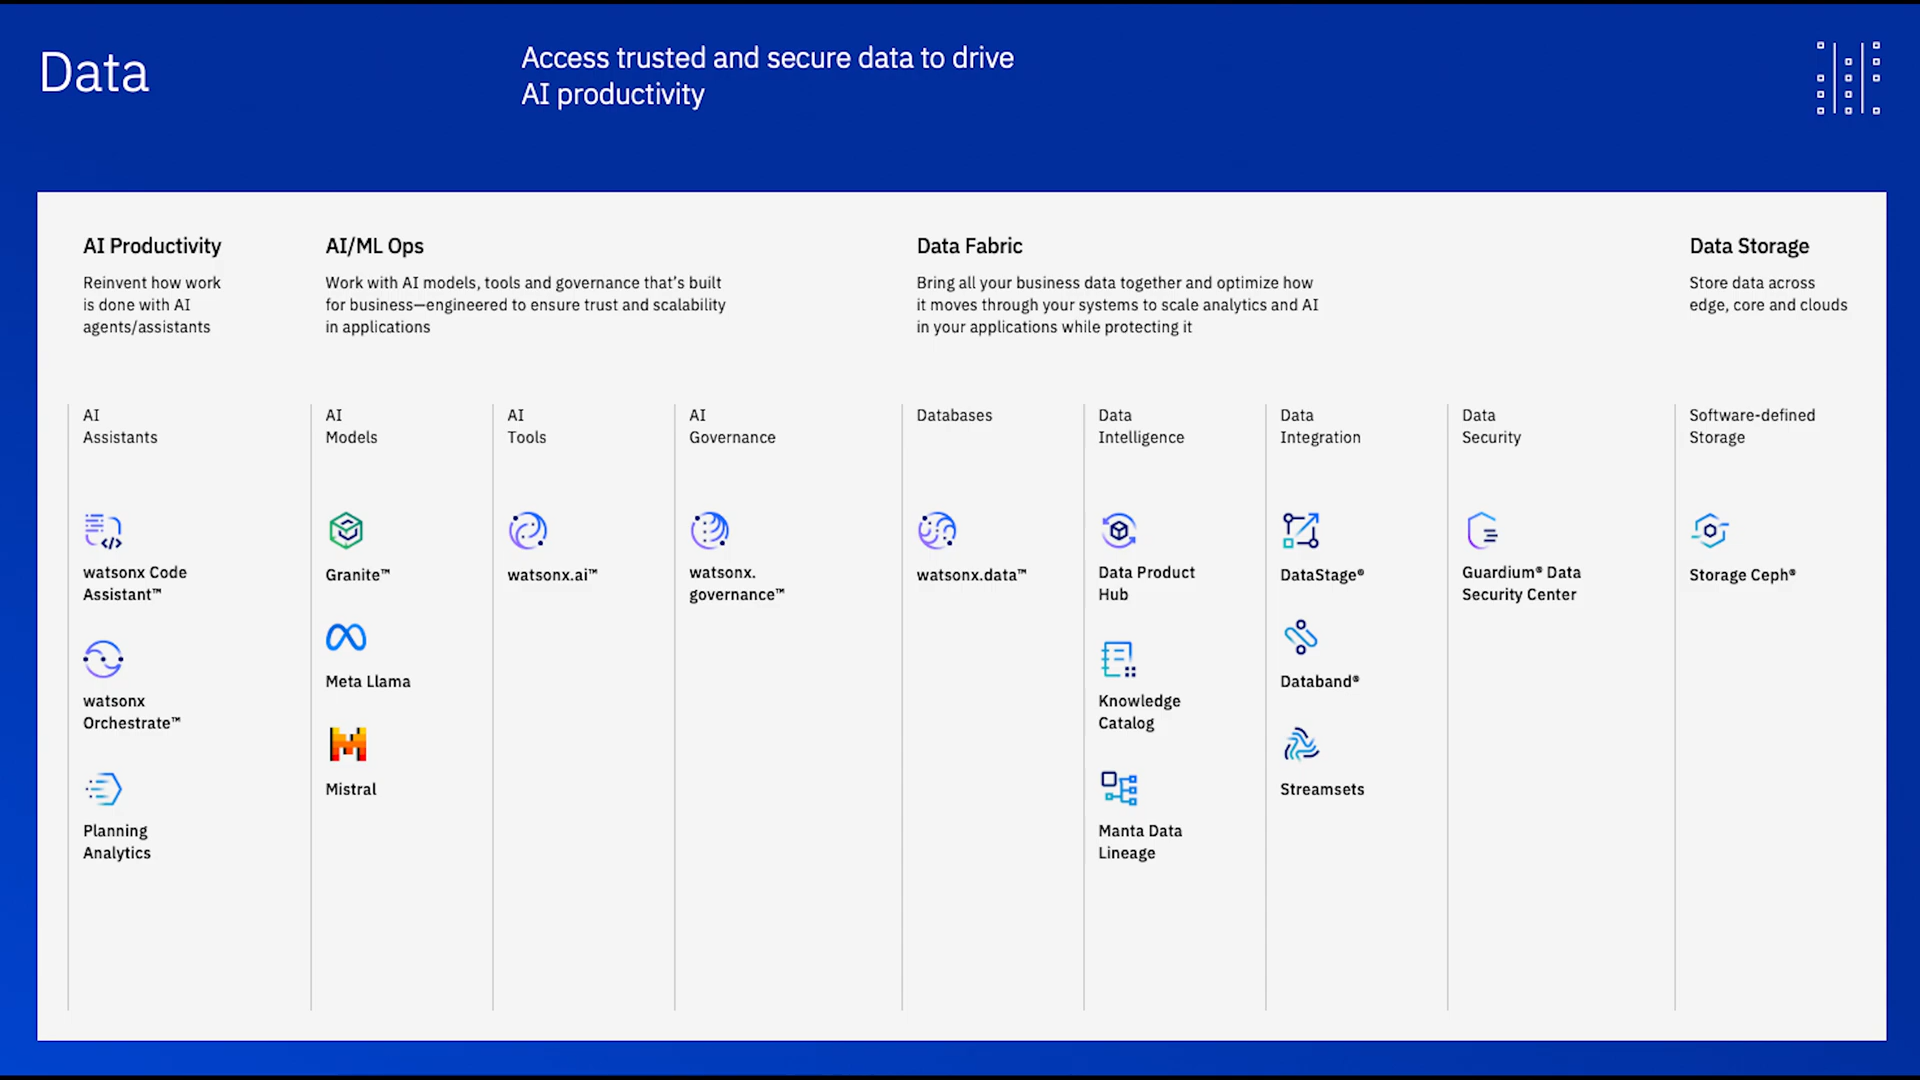 Data
Access trusted and secure data to drive
AI productivity
AI Productivity
Reinvent how work
is done with AI
agents/assistants
AI/ML Ops
Work with AI models, tools and governance that's built
for business—engineered to ensure trust and scalability
in applications
Data Fabric
Bring all your business data together and optimize how
it moves through your systems to scale analytics and AI
in your applications while protecting it
Data Storage
Store data across
edge, core and clouds
AI
Assistants
watsonx Code
Assistant™
watsonx
Orchestrate™
Planning
Analytics
AI
Models
Granite™
Meta Llama
Mistral
AI
Tools
watsonx.ai™
AI
Governance
watsonx.
governance™
Databases
watsonx.data™
Data
Intelligence
Data Product
Hub
Knowledge
Catalog
Manta Data
Lineage
Data
Integration
DataStage®
Databand®
Streamsets
Data
Security
Guardium® Data
Security Center
Software-defined
Storage
Storage Ceph®